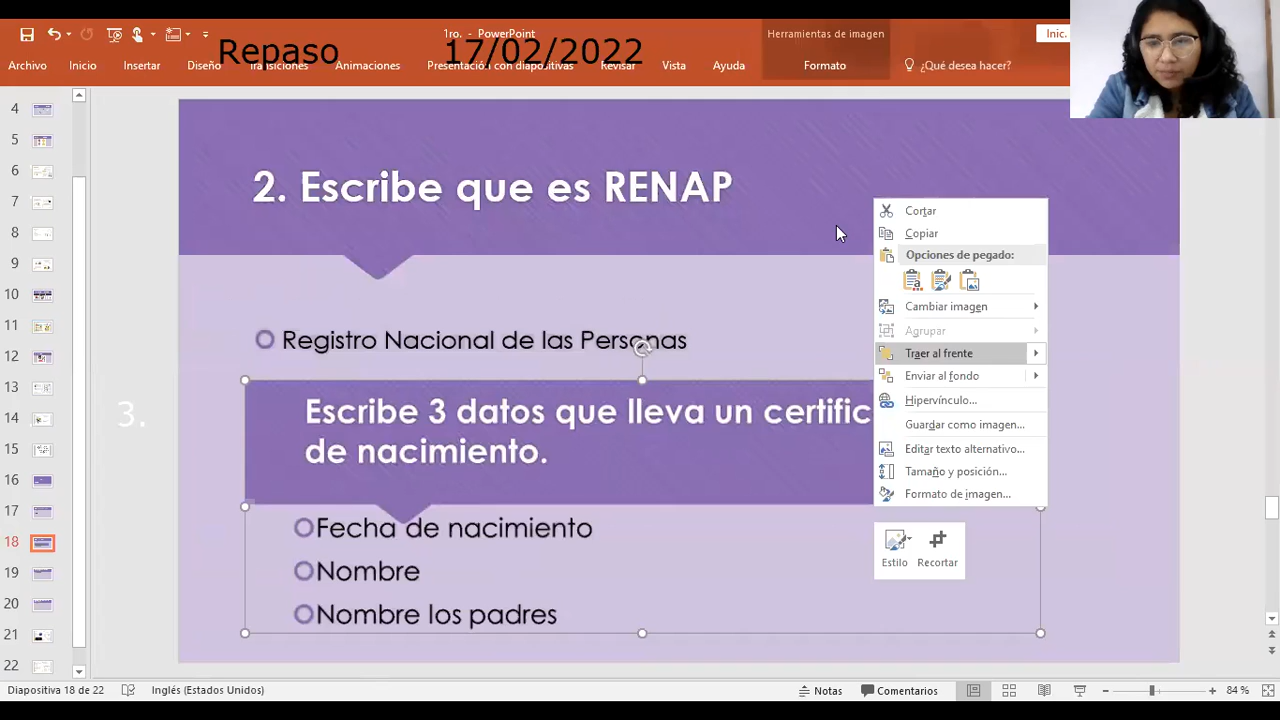 1ro. - PowerPoint
Herramientas de imagen
Inic.
Repaso 17/02/2022
Archivo Inicio Insertar Diseño Transiciones Animaciones Presentación con diapositivas Revisar Vista Ayuda Formato ¿Qué desea hacer?
4
5
6
7
8
9
10
11
12
13
14
15
16
17
18
19
20
21
22
2. Escribe que es RENAP
Registro Nacional de las Personas
3.
Escribe 3 datos que lleva un certific
de nacimiento.
Fecha de nacimiento
Nombre
Nombre los padres
Cortar
Copiar
Opciones de pegado:
Cambiar imagen
Agrupar
Traer al frente
Enviar al fondo
Hipervínculo...
Guardar como imagen...
Editar texto alternativo...
Tamaño y posición...
Formato de imagen...
Estilo Recortar
Diapositiva 18 de 22 Inglés (Estados Unidos) Notas Comentarios 84 %